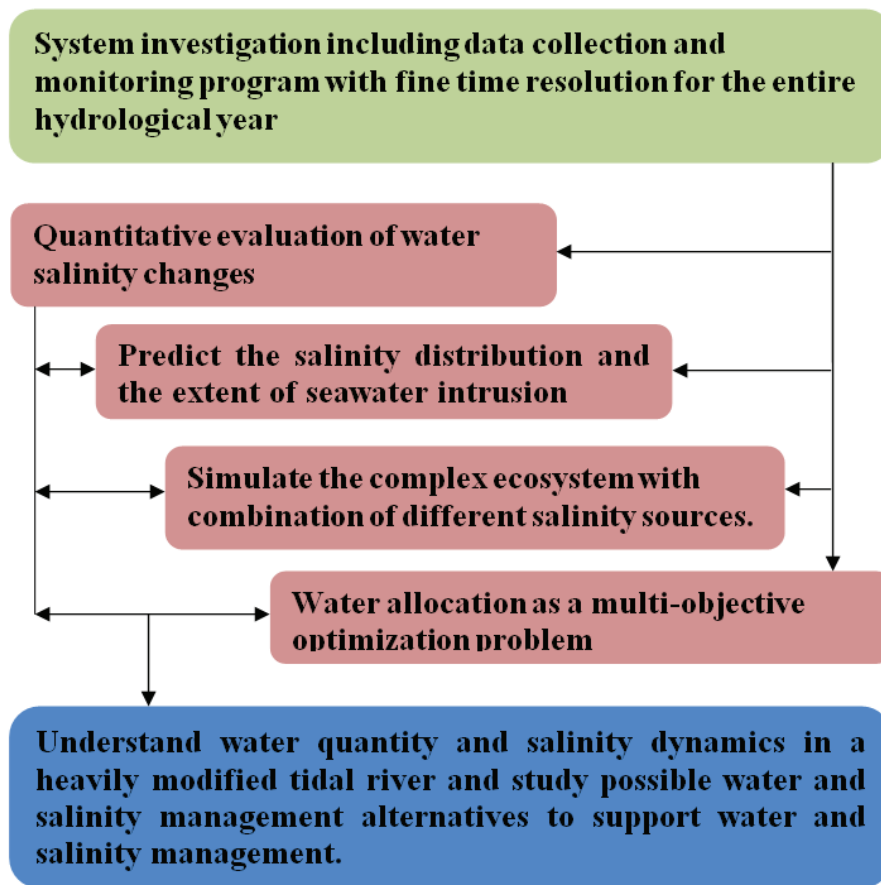 System investigation including data collection and
monitoring program with fine time resolution for the entire
hydrological year
Quantitative evaluation of water
salinity changes
Predict the salinity distribution and
the extent of seawater intrusion
Simulate the complex ecosystem with
combination of different salinity sources.
Water allocation as a multi-objective
optimization problem
Understand water quantity and salinity dynamics in a
heavily modified tidal river and study possible water and
salinity management alternatives to support water and
salinity management.